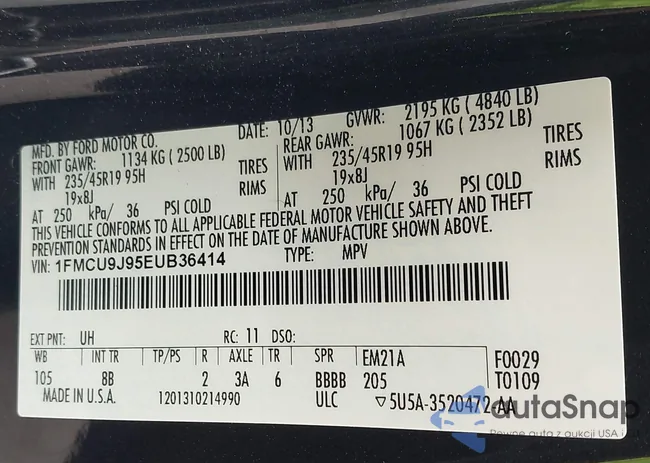 MFD. BY FORD MOTOR CO. DATE: 10/13 GVWR: 2195 KG ( 4840 LB)
FRONT GAWR: 1134 KG ( 2500 LB) REAR GAWR: 1067 KG ( 2352 LB)
WITH 235/45R19 95H TIRES WITH 235/45R19 95H TIRES
19x8J RIMS 19x8J RIMS
AT 250 kPa/ 36 PSI COLD AT 250 kPa/ 36 PSI COLD
THIS VEHICLE CONFORMS TO ALL APPLICABLE FEDERAL MOTOR VEHICLE SAFETY AND THEFT
PREVENTION STANDARDS IN EFFECT ON THE DATE OF MANUFACTURE SHOWN ABOVE.
VIN: 1FMCU9J95EUB36414 TYPE: MPV
EXT PNT: UH RC: 11 DSO:
WB INT TR TP/PS R AXLE TR SPR EM21A F0029
105 8B 2 3A 6 BBBB 205 T0109
MADE IN U.S.A. 1201310214990 ULC ▽5U5A-3520472-AA
autaSnap
Pewne auta z aukcji USA i